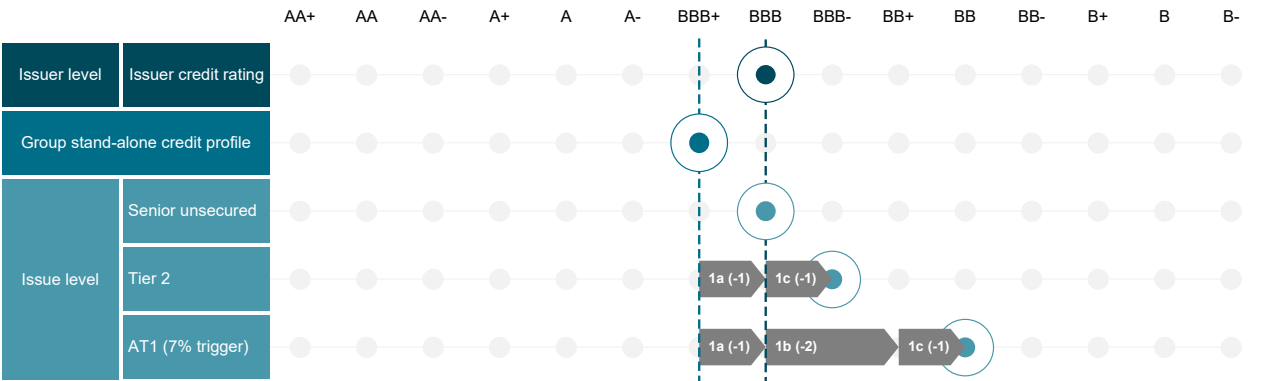 AA+ AA AA- A+ A A- BBB+ BBB BBB- BB+ BB BB- B+ B B-
Issuer level Issuer credit rating
Group stand-alone credit profile
Senior unsecured
Issue level Tier 2 1a (-1) 1c (-1)
AT1 (7% trigger) 1a (-1) 1b (-2) 1c (-1)